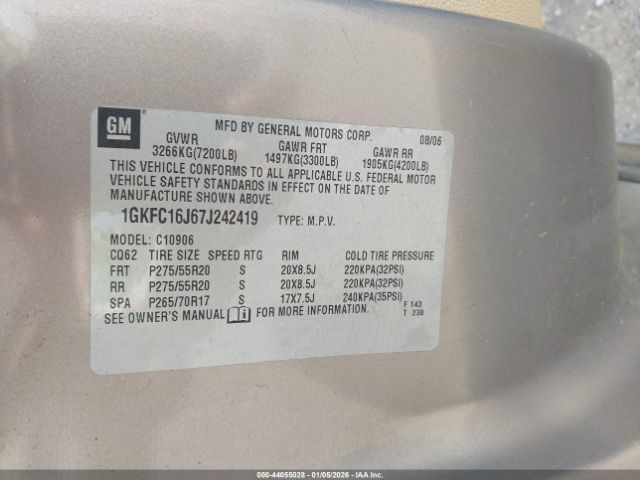 GM
MFD BY GENERAL MOTORS CORP. 08/06
GVWR GAWR FRT GAWR RR
3266KG(7200LB) 1497KG(3300LB) 1905KG(4200LB)
THIS VEHICLE CONFORMS TO ALL APPLICABLE U.S. FEDERAL MOTOR
VEHICLE SAFETY STANDARDS IN EFFECT ON THE DATE OF
MANUFACTURE SHOWN ABOVE.
1GKFC16J67J242419 TYPE: M.P.V.
MODEL: C10906
CQ62 TIRE SIZE SPEED RTG RIM COLD TIRE PRESSURE
FRT P275/55R20 S 20X8.5J 220KPA(32PSI)
RR P275/55R20 S 20X8.5J 220KPA(32PSI)
SPA P265/70R17 S 17X7.5J 240KPA(35PSI)
SEE OWNER'S MANUAL FOR MORE INFORMATION.
F 143
T 238
000-44055028 - 01/05/2026 - IAA Holdings, LLC